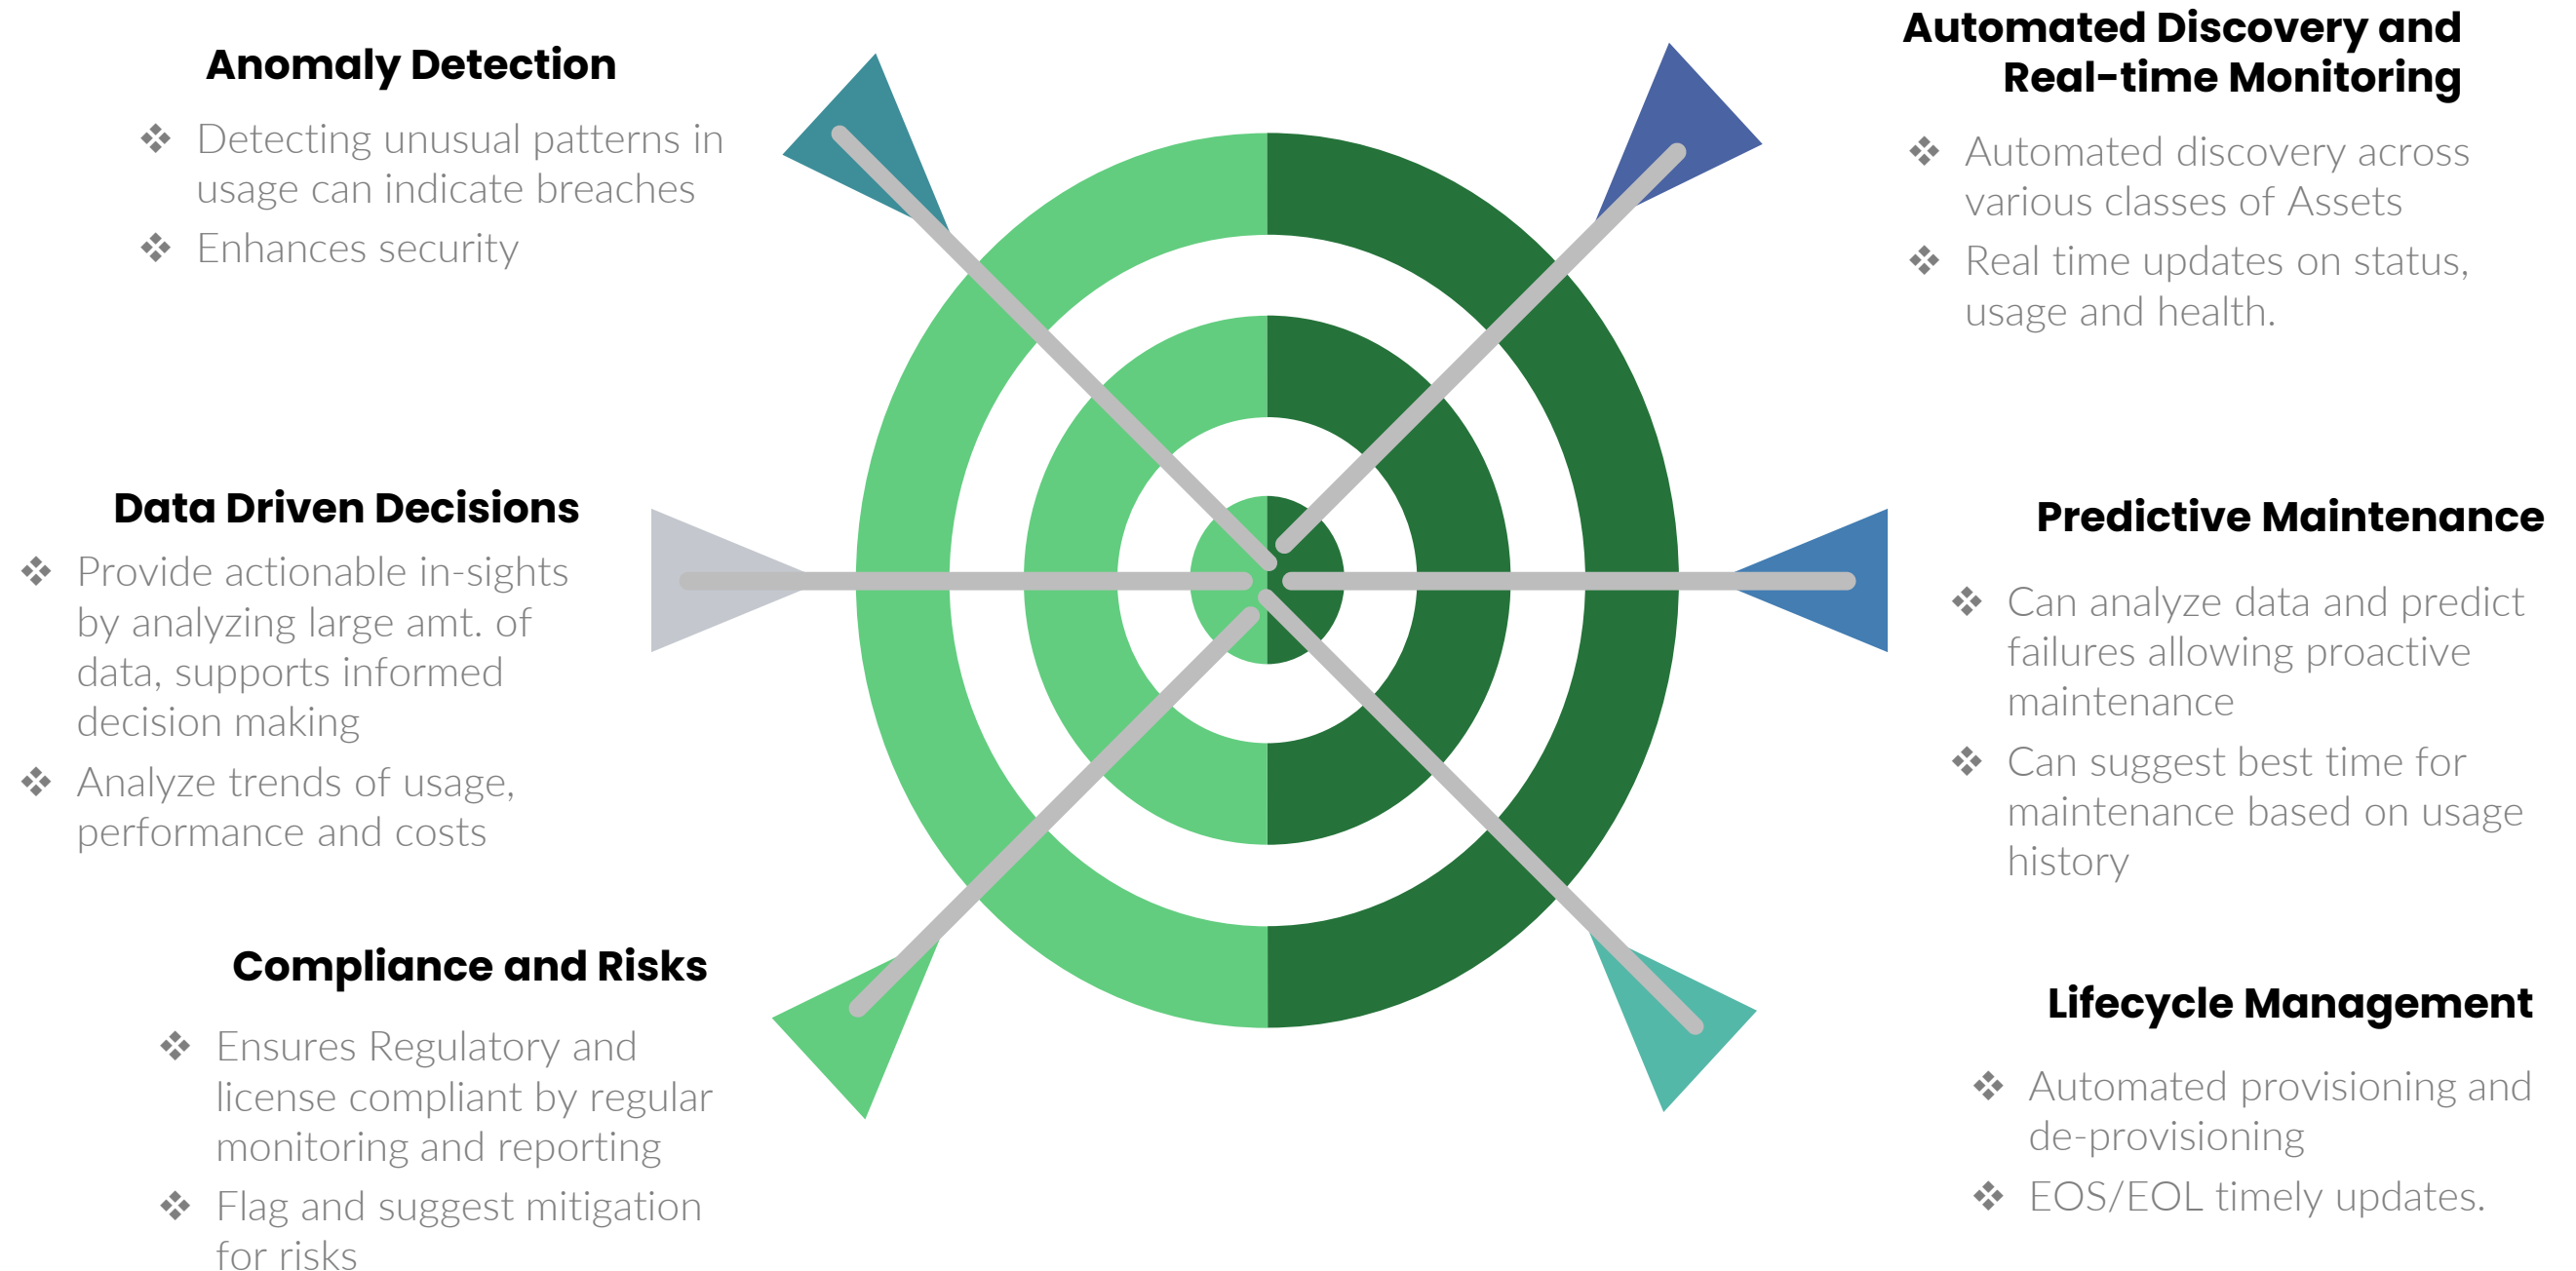 Anomaly Detection
❖ Detecting unusual patterns in
usage can indicate breaches
❖ Enhances security
Data Driven Decisions
❖ Provide actionable in-sights
by analyzing large amt. of
data, supports informed
decision making
❖ Analyze trends of usage,
performance and costs
Compliance and Risks
❖ Ensures Regulatory and
license compliant by regular
monitoring and reporting
❖ Flag and suggest mitigation
for risks
Automated Discovery and
Real-time Monitoring
❖ Automated discovery across
various classes of Assets
❖ Real time updates on status,
usage and health.
Predictive Maintenance
❖ Can analyze data and predict
failures allowing proactive
maintenance
❖ Can suggest best time for
maintenance based on usage
history
Lifecycle Management
❖ Automated provisioning and
de-provisioning
❖ EOS/EOL timely updates.